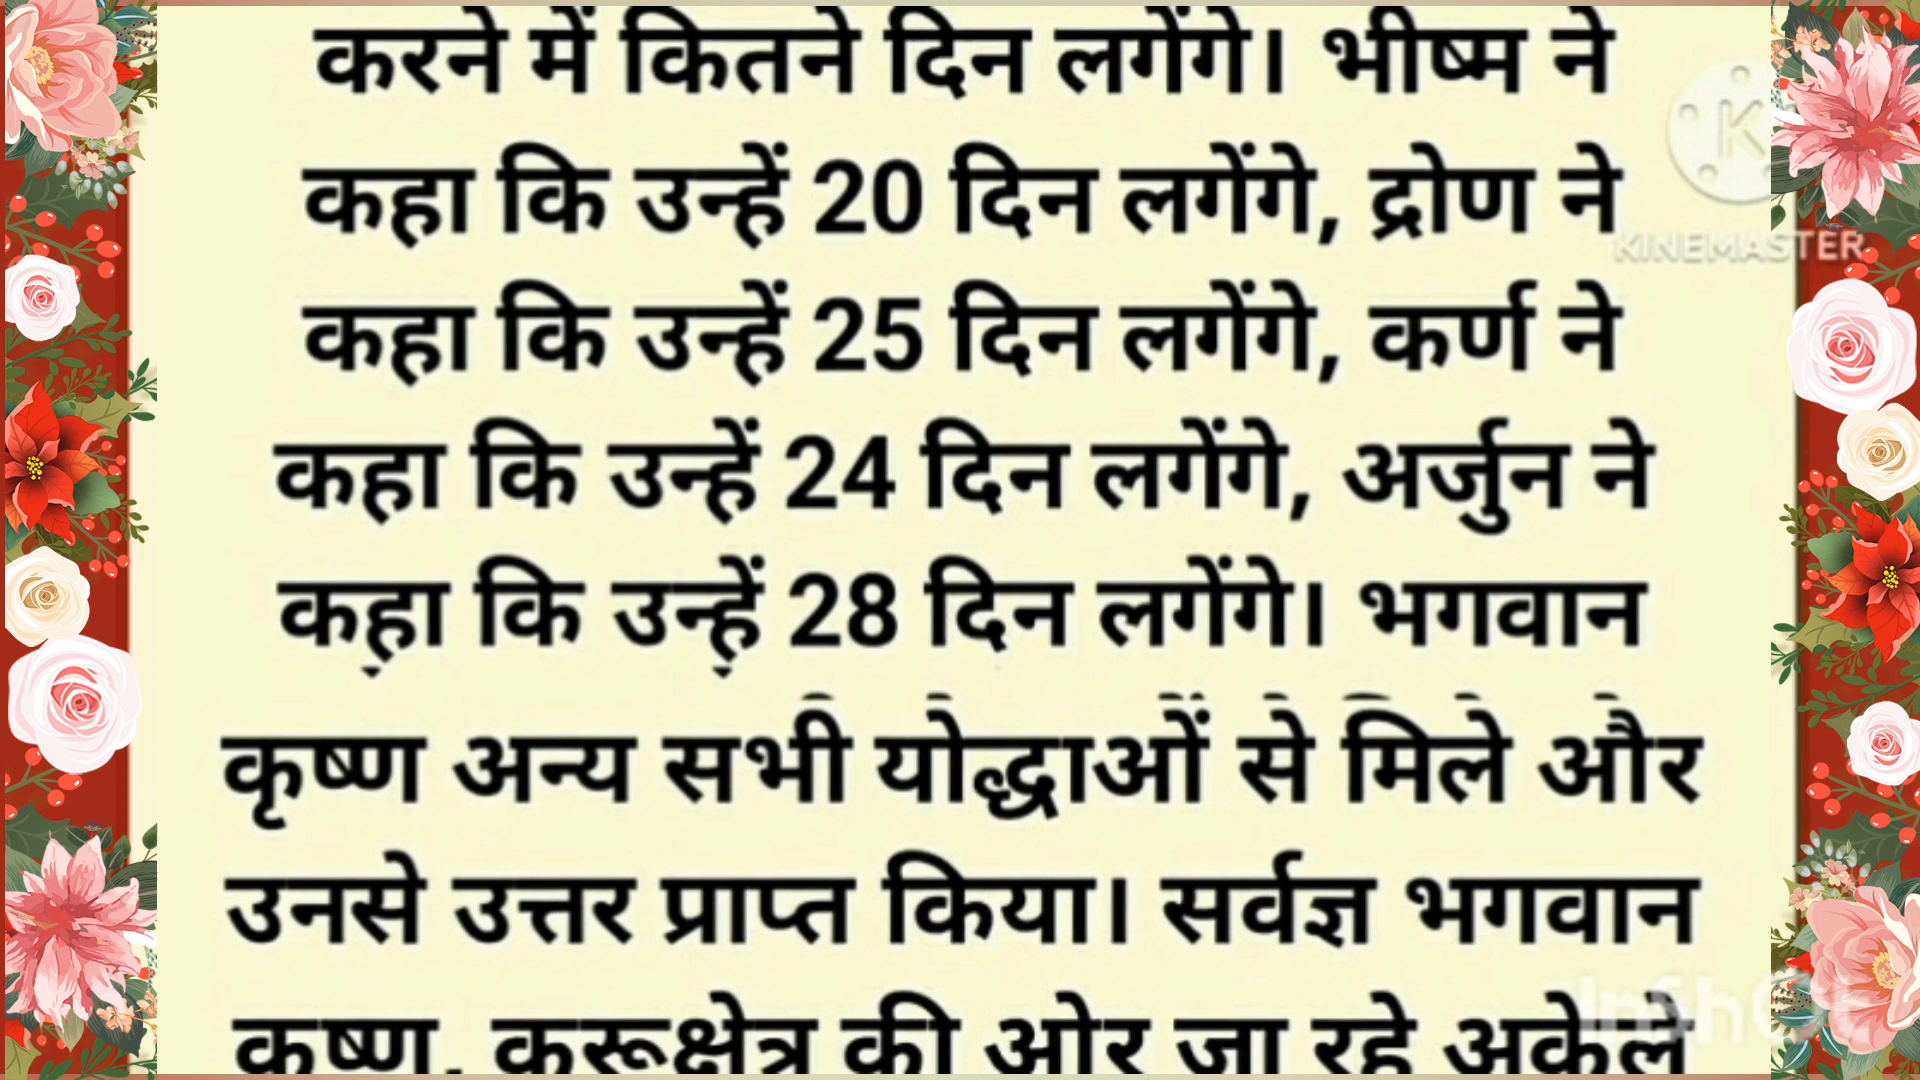 करने में कितने दिन लगेंगे। भीष्म ने
कहा कि उन्हें 20 दिन लगेंगे, द्रोण ने
KINEMASTER
कहा कि उन्हें 25 दिन लगेंगे, कर्ण ने
कहा कि उन्हें 24 दिन लगेंगे, अर्जुन ने
कहा कि उन्हें 28 दिन लगेंगे। भगवान
कृष्ण अन्य सभी योद्धाओं से मिले और
उनसे उत्तर प्राप्त किया। सर्वज्ञ भगवान
कृष्ण, करूक्षेत्र की ओर जा रहे अकेले